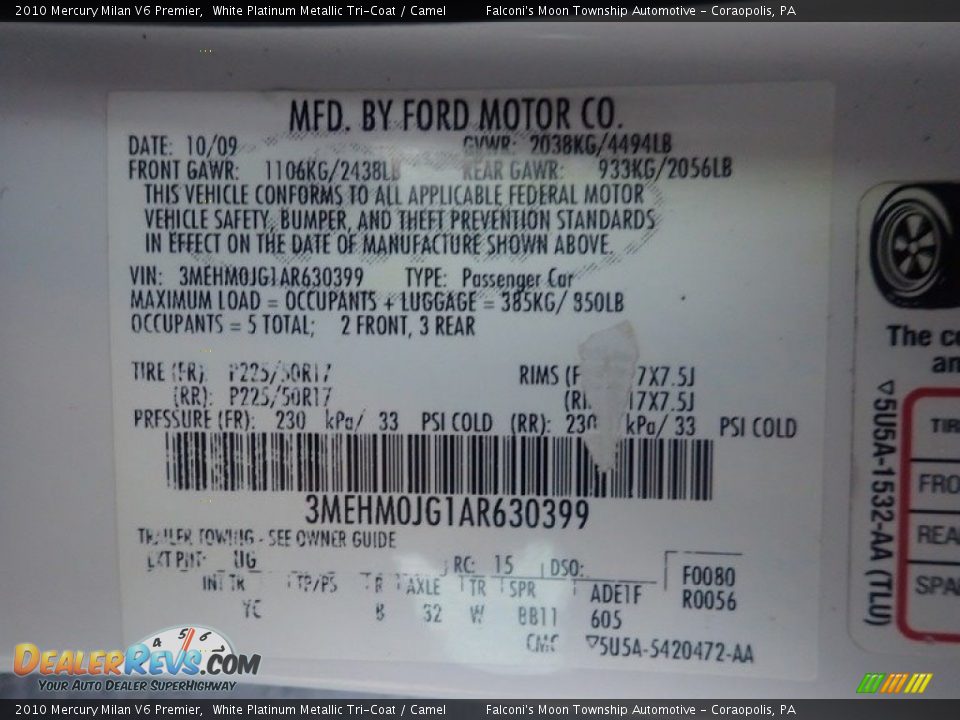 2010 Mercury Milan V6 Premier, White Platinum Metallic Tri-Coat / Camel Falconi's Moon Township Automotive - Coraopolis, PA
MFD. BY FORD MOTOR CO.
DATE: 10/09 GVWR: 2038KG/4494LB
FRONT GAWR: 1106KG/2438LB REAR GAWR: 933KG/2056LB
THIS VEHICLE CONFORMS TO ALL APPLICABLE FEDERAL MOTOR
VEHICLE SAFETY, BUMPER, AND THEFT PREVENTION STANDARDS
IN EFFECT ON THE DATE OF MANUFACTURE SHOWN ABOVE.
VIN: 3MEHM0JG1AR630399 TYPE: Passenger Car
MAXIMUM LOAD = OCCUPANTS + LUGGAGE = 385KG/ 850LB
OCCUPANTS = 5 TOTAL; 2 FRONT, 3 REAR
TIRE (FR): P225/50R17 RIMS (F 7X7.5J
(RR): P225/50R17 (R 17X7.5J
PRESSURE (FR): 230 kPa/ 33 PSI COLD (RR): 230 kPa/ 33 PSI COLD
3MEHM0JG1AR630399
TRAILER TOWING - SEE OWNER GUIDE
EXT PNT: UG RC: 15 DSO:
INT TR TP/PS R AXLE TR SPR ADE1F F0080
YC 32 W BB11 605 R0056
CMC ▽5U5A-5420472-AA
The co
an
▽5U5A-1532-AA (TLU)
TIR
FRO
REA
SPA
DealerRevs.com
Your Auto Dealer SuperHighway
4 5 6
2010 Mercury Milan V6 Premier, White Platinum Metallic Tri-Coat / Camel Falconi's Moon Township Automotive - Coraopolis, PA